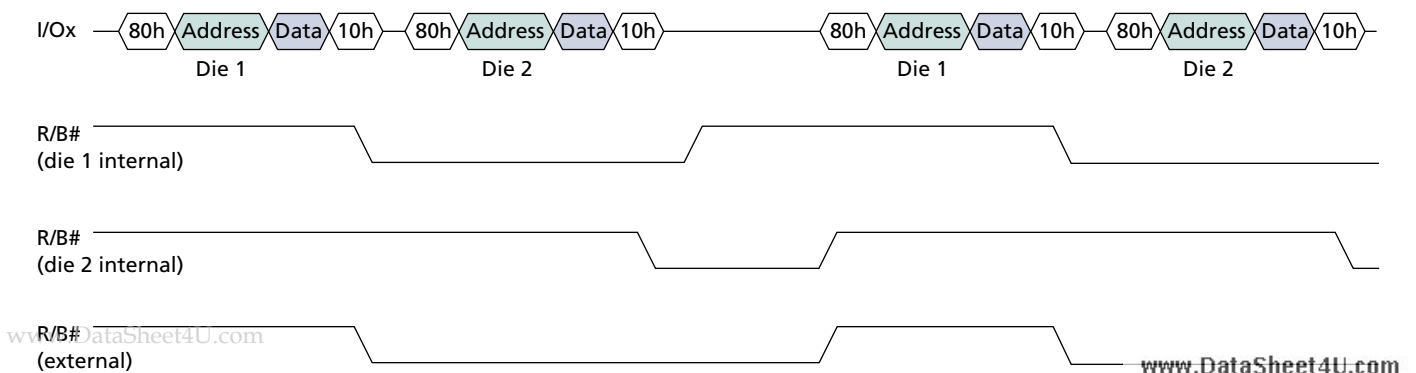 I/Ox 80h Address Data 10h 80h Address Data 10h 80h Address Data 10h 80h Address Data 10h
Die 1 Die 2 Die 1 Die 2
R/B#
(die 1 internal)
R/B#
(die 2 internal)
R/B#
www.DataSheet4U.com
(external)
www.DataSheet4U.com